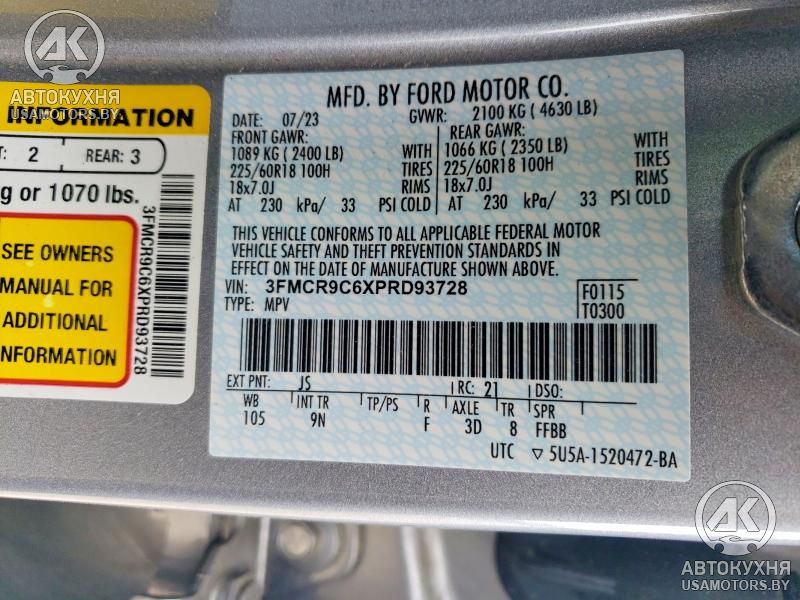 АК
АВТОКУХНЯ
USAMOTORS.BY
INFORMATION
2 REAR: 3
g or 1070 lbs.
SEE OWNERS
MANUAL FOR
ADDITIONAL
INFORMATION
3FMCR9C6XPRD93728
MFD. BY FORD MOTOR CO.
DATE: 07/23 GVWR: 2100 KG ( 4630 LB)
FRONT GAWR: REAR GAWR:
1089 KG ( 2400 LB) WITH 1066 KG ( 2350 LB) WITH
225/60R18 100H TIRES 225/60R18 100H TIRES
18x7.0J RIMS 18x7.0J RIMS
AT 230 kPa/ 33 PSI COLD AT 230 kPa/ 33 PSI COLD
THIS VEHICLE CONFORMS TO ALL APPLICABLE FEDERAL MOTOR
VEHICLE SAFETY AND THEFT PREVENTION STANDARDS IN
EFFECT ON THE DATE OF MANUFACTURE SHOWN ABOVE.
VIN: 3FMCR9C6XPRD93728 F0115
TYPE: MPV T0300
EXT PNT: JS RC: 21 DSO:
WB INT TR TP/PS R AXLE TR SPR
105 9N F 3D 8 FFBB
UTC ▽ 5U5A-1520472-BA
АК
АВТОКУХНЯ
USAMOTORS.BY